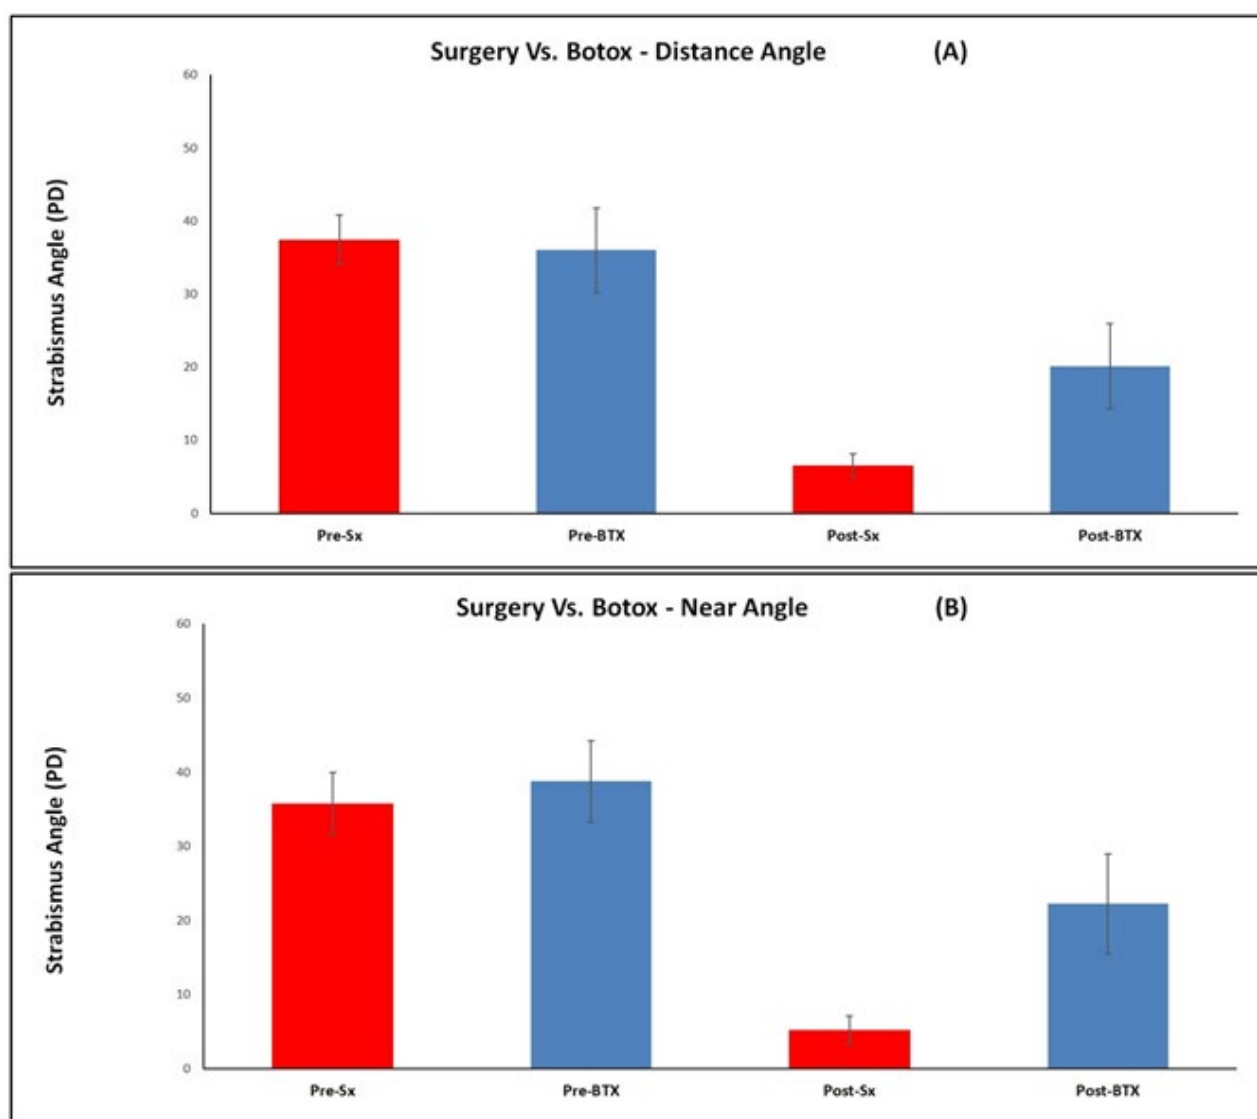 Surgery Vs. Botox - Distance Angle (A)
60
50
40
30
20
10
0
Strabismus Angle (PD)
Pre-Sx Pre-BTX Post-Sx Post-BTX
Surgery Vs. Botox - Near Angle (B)
60
50
40
30
20
10
0
Strabismus Angle (PD)
Pre-Sx Pre-BTX Post-Sx Post-BTX